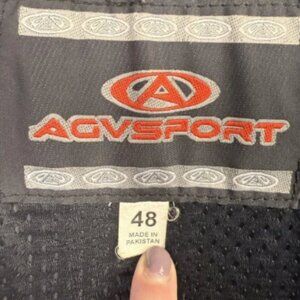 AGVSPORT
48
MADE IN
PAKISTAN